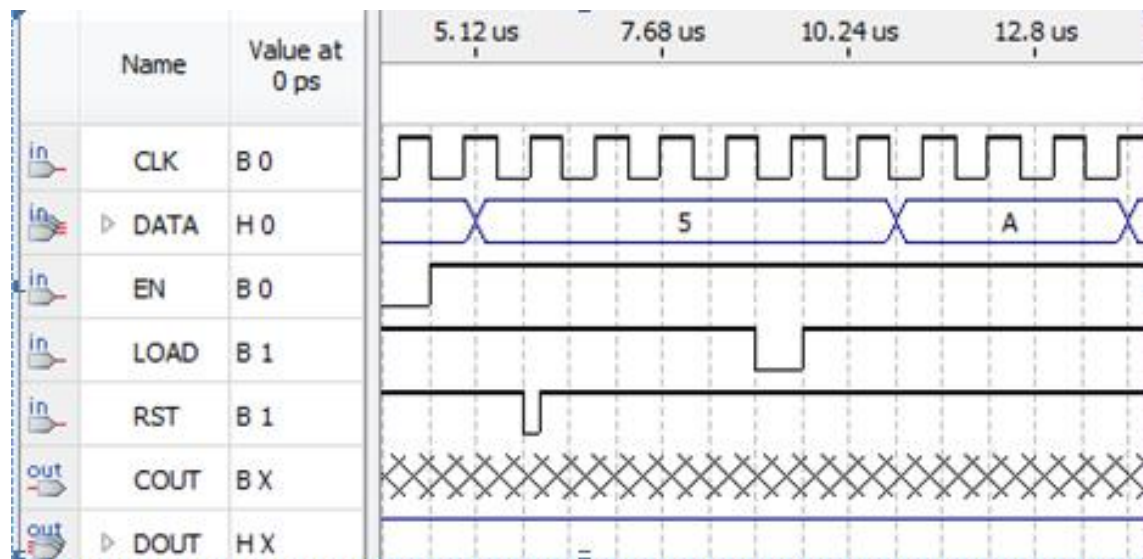 5.12 us 7.68 us 10.24 us 12.8 us
Name Value at
0 ps
in CLK B 0
in DATA H 0 5 A
in EN B 0
in LOAD B 1
in RST B 1
out COUT B X
out DOUT H X